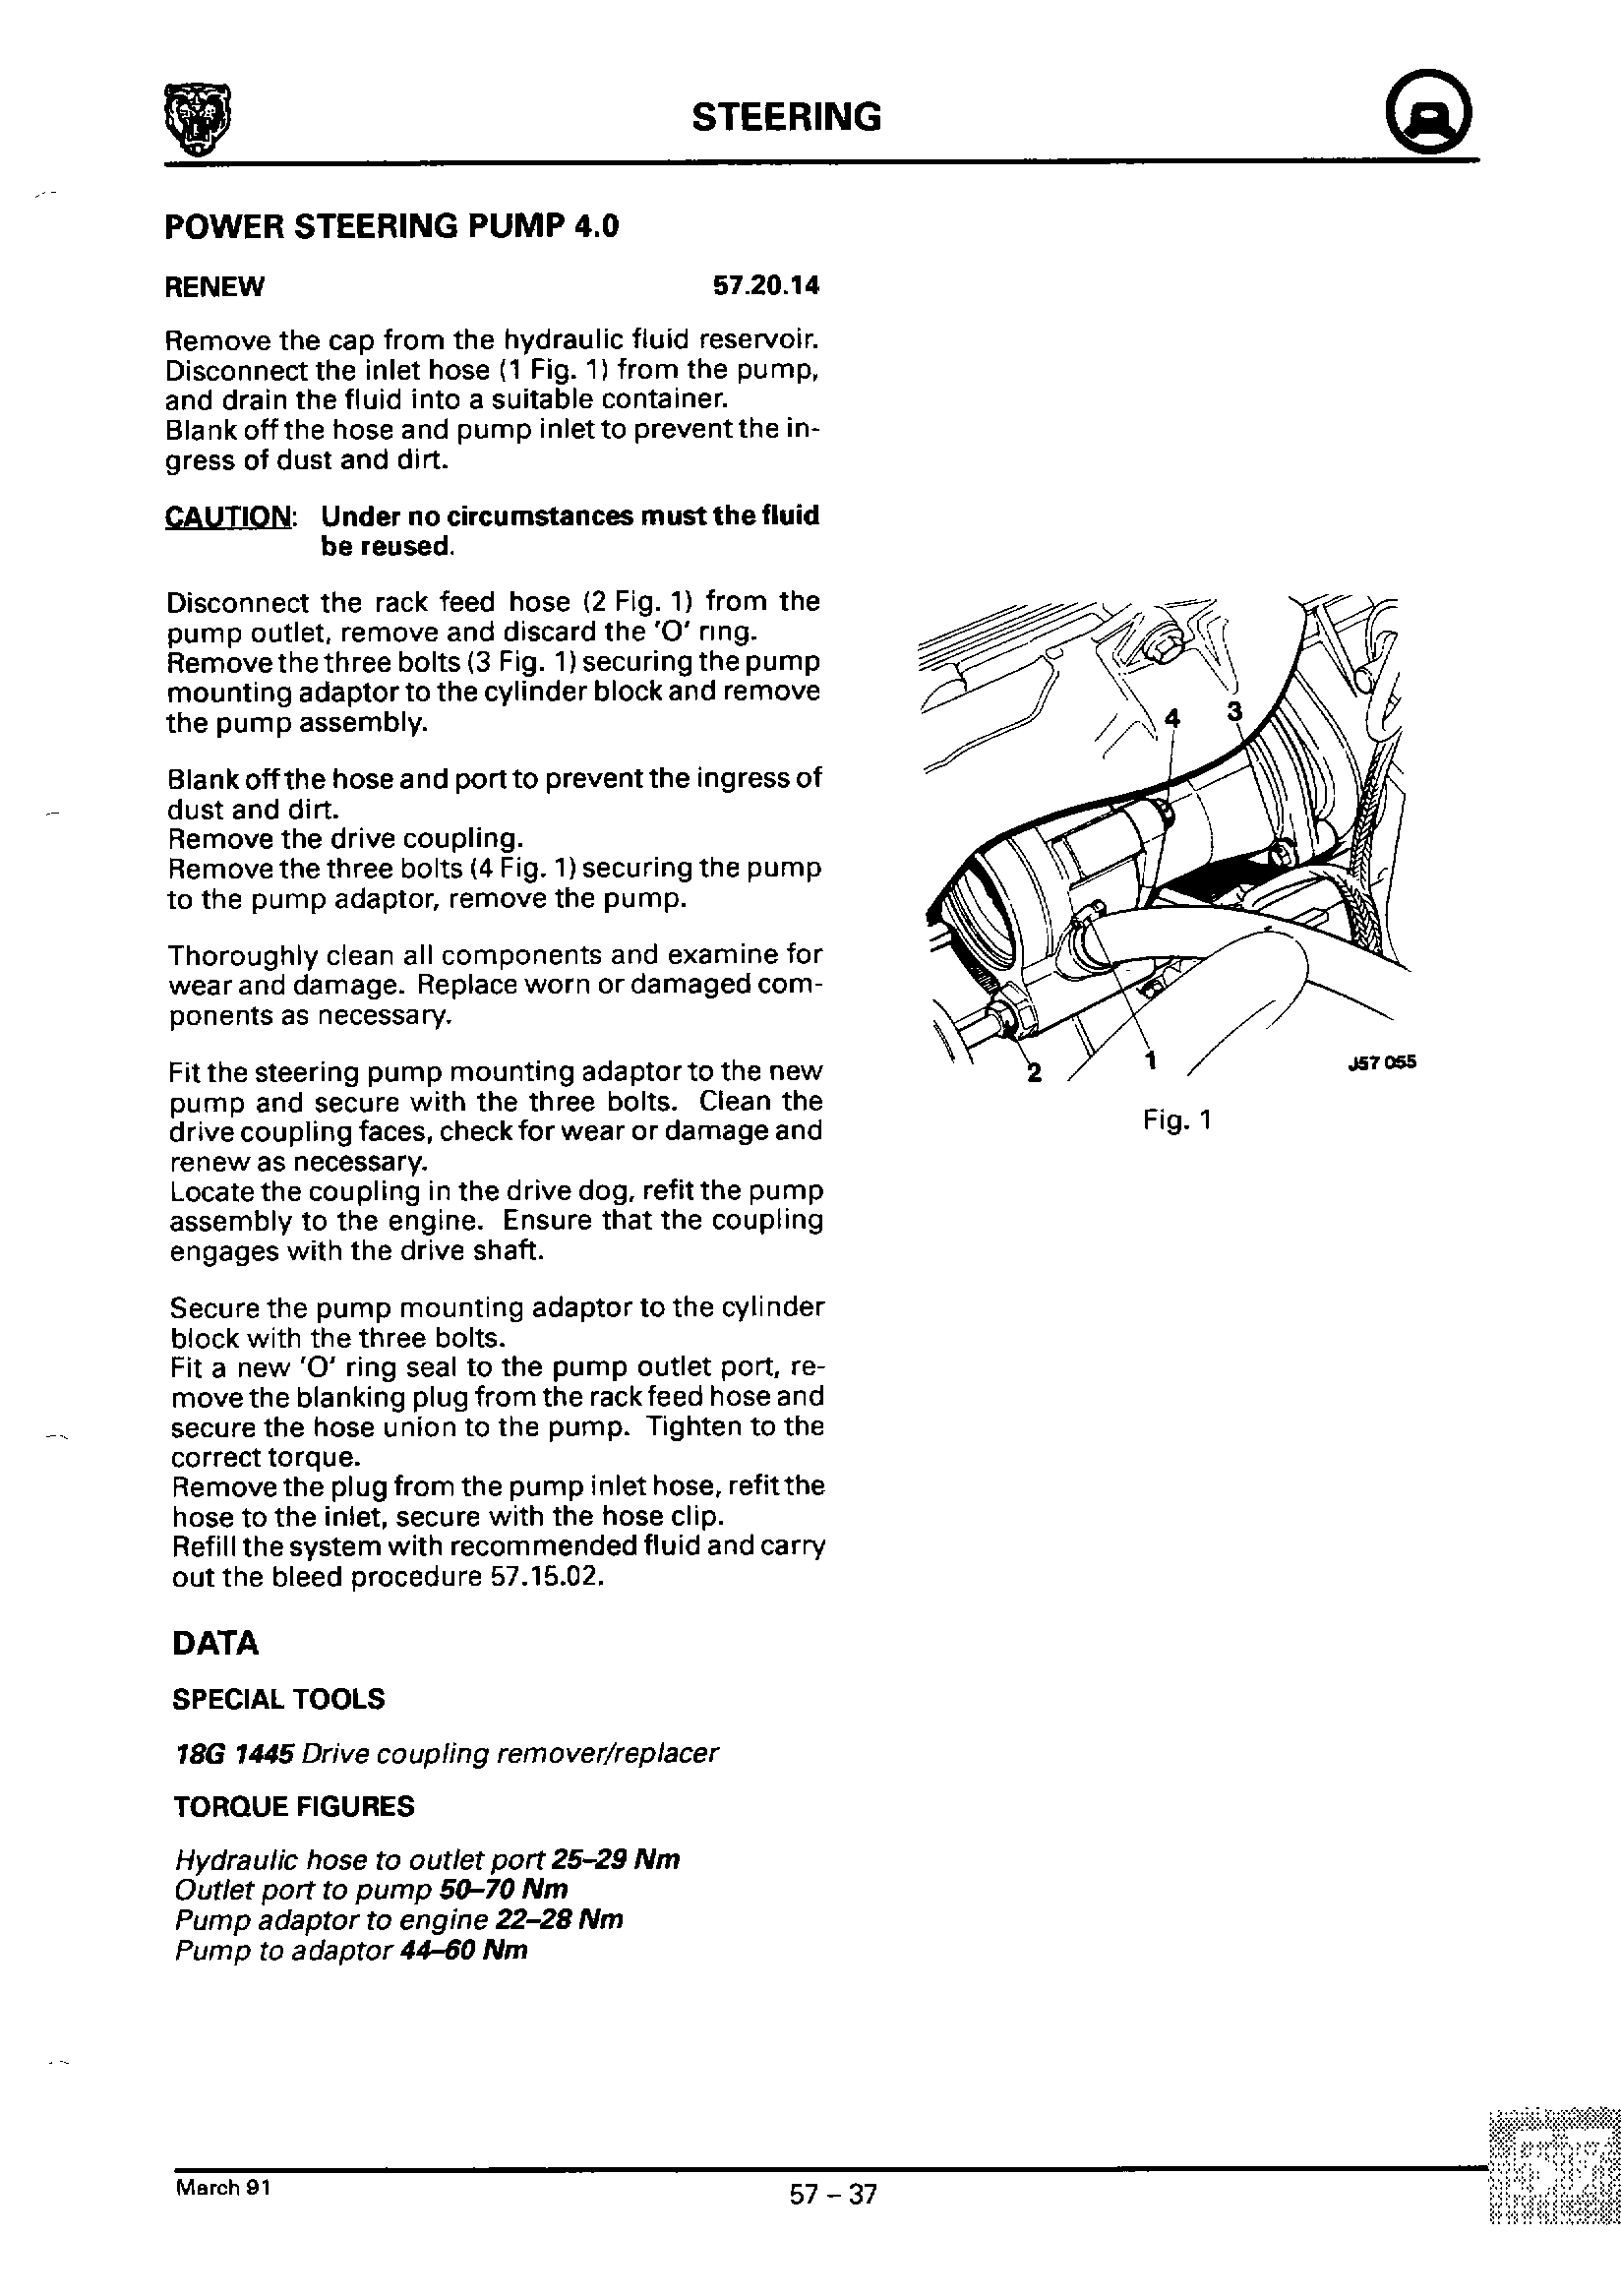 STEERING
POWER STEERING PUMP 4.0
RENEW 57.20.14
Remove the cap from the hydraulic fluid reservoir.
Disconnect the inlet hose (1 Fig. 1) from the pump,
and drain the fluid into a suitable container.
Blank off the hose and pump inlet to prevent the in-
gress of dust and dirt.
CAUTION: Under no circumstances must the fluid
be reused.
Disconnect the rack feed hose (2 Fig. 1) from the
pump outlet, remove and discard the 'O' ring.
Remove the three bolts (3 Fig. 1) securing the pump
mounting adaptor to the cylinder block and remove
the pump assembly.
Blank off the hose and port to prevent the ingress of
dust and dirt.
Remove the drive coupling.
Remove the three bolts (4 Fig. 1) securing the pump
to the pump adaptor, remove the pump.
Thoroughly clean all components and examine for
wear and damage. Replace worn or damaged com-
ponents as necessary.
Fit the steering pump mounting adaptor to the new
pump and secure with the three bolts. Clean the
drive coupling faces, check for wear or damage and
renew as necessary.
Locate the coupling in the drive dog, refit the pump
assembly to the engine. Ensure that the coupling
engages with the drive shaft.
Secure the pump mounting adaptor to the cylinder
block with the three bolts.
Fit a new 'O' ring seal to the pump outlet port, re-
move the blanking plug from the rack feed hose and
secure the hose union to the pump. Tighten to the
correct torque.
Remove the plug from the pump inlet hose, refit the
hose to the inlet, secure with the hose clip.
Refill the system with recommended fluid and carry
out the bleed procedure 57.15.02.
DATA
SPECIAL TOOLS
18G 1445 Drive coupling remover/replacer
TORQUE FIGURES
Hydraulic hose to outlet port 25–29 Nm
Outlet port to pump 50–70 Nm
Pump adaptor to engine 22–28 Nm
Pump to adaptor 44–60 Nm
4 3
2 1
J57 055
Fig. 1
57
March 91
57 – 37